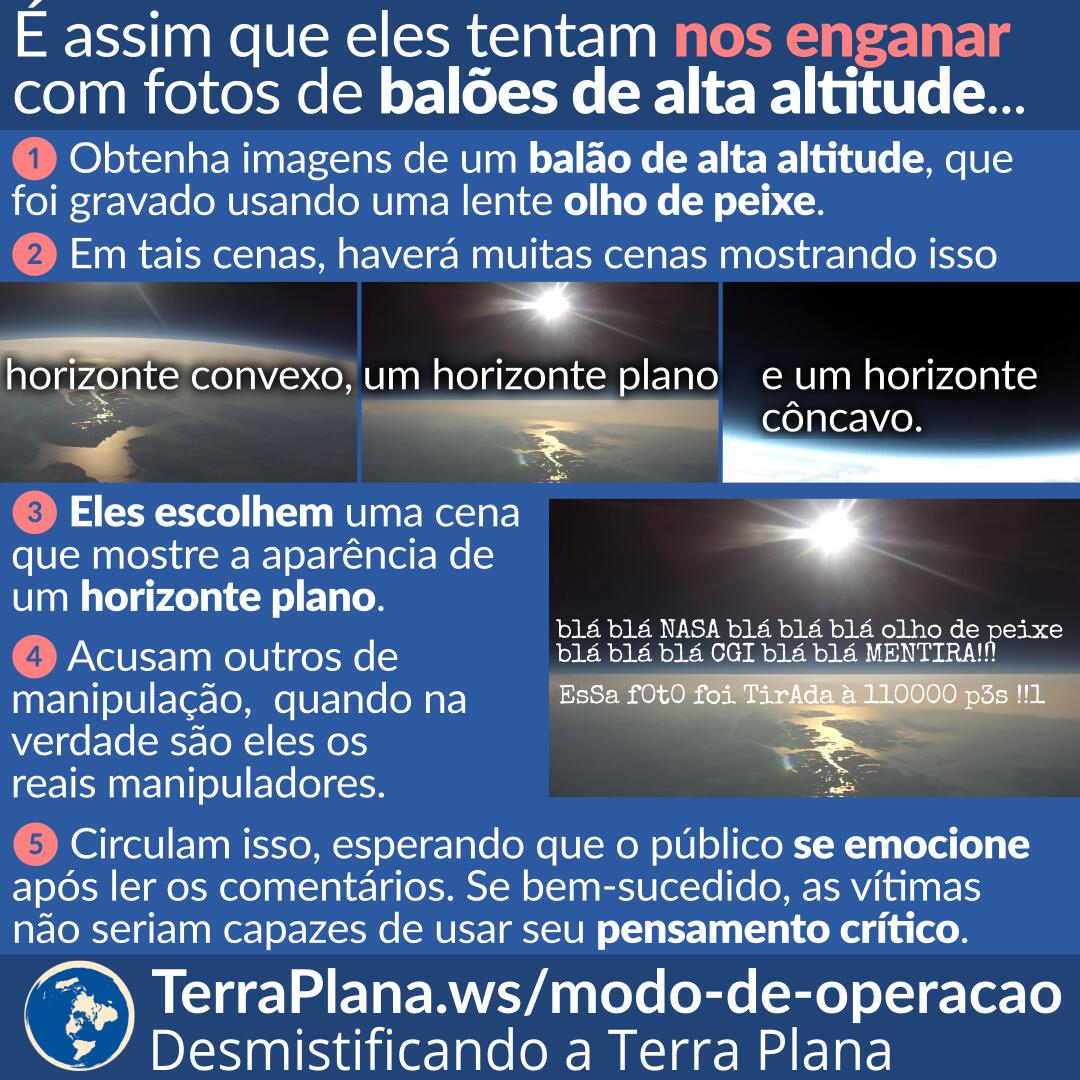 É assim que eles tentam nos enganar
com fotos de balões de alta altitude...
1 Obtenha imagens de um balão de alta altitude, que
foi gravado usando uma lente olho de peixe.
2 Em tais cenas, haverá muitas cenas mostrando isso
horizonte convexo,
um horizonte plano
e um horizonte
côncavo.
3 Eles escolhem uma cena
que mostre a aparência de
um horizonte plano.
4 Acusam outros de
manipulação, quando na
verdade são eles os
reais manipuladores.
blá blá NASA blá blá blá olho de peixe
blá blá blá CGI blá blá MENTIRA!!!
EsSa fOtO foi TirAda à 110000 p3s !!1
5 Circulam isso, esperando que o público se emocione
após ler os comentários. Se bem-sucedido, as vítimas
não seriam capazes de usar seu pensamento crítico.
TerraPlana.ws/modo-de-operacao
Desmistificando a Terra Plana